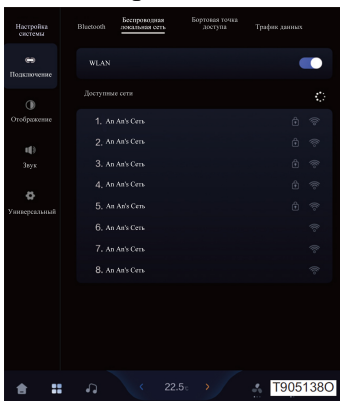 Настройка
системы
Bluetooth
Беспроводная
локальная сеть
Бортовая точка
доступа
Трафик данных
Подключение
WLAN
Доступные сети
Отображение
1. An An's Сеть
2. An An's Сеть
3. An An's Сеть
Звук
4. An An's Сеть
5. An An's Сеть
Универсальный
6. An An's Сеть
7. An An's Сеть
8. An An's Сеть
22.5
T905138O